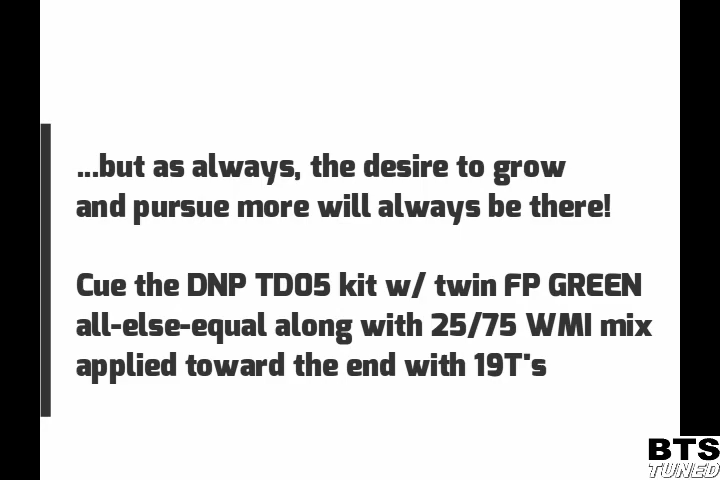 ...but as always, the desire to grow
and pursue more will always be there!
Cue the DNP TD05 kit w/ twin FP GREEN
all-else-equal along with 25/75 WMI mix
applied toward the end with 19T's
BTS
TUNED